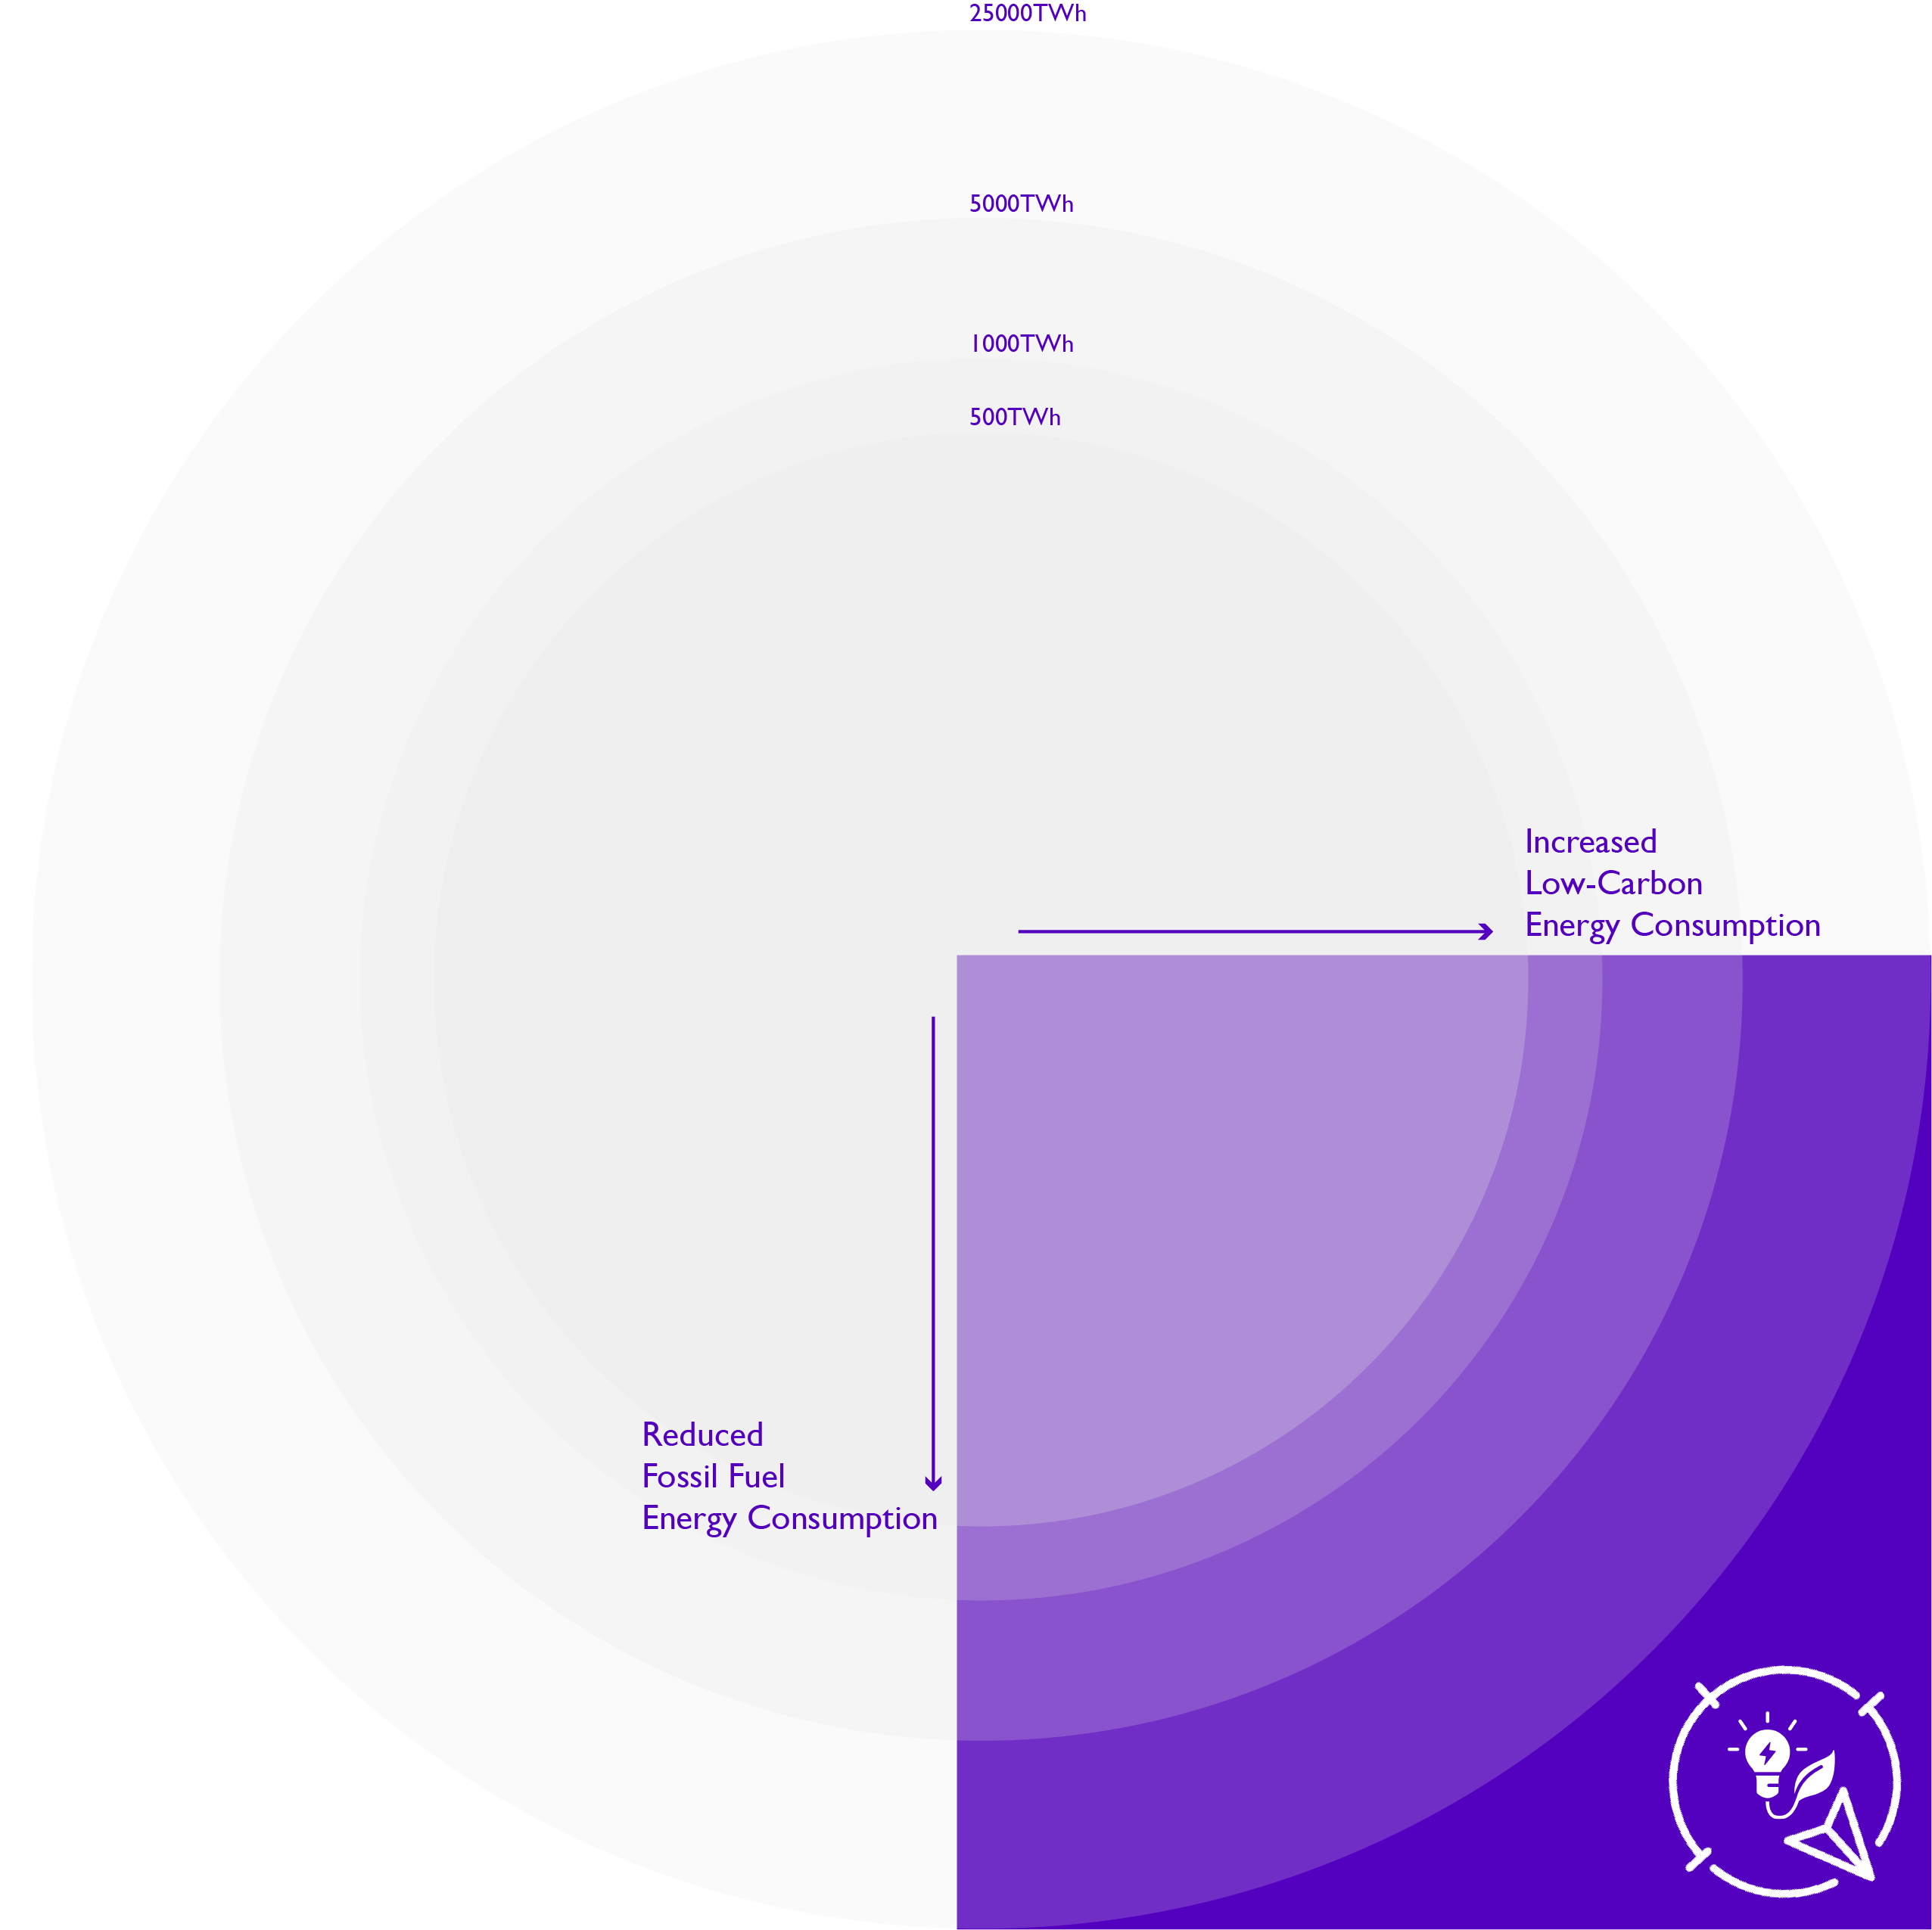 25000TWh
5000TWh
1000TWh
500TWh
Increased
Low-Carbon
Energy Consumption
Reduced
Fossil Fuel
Energy Consumption